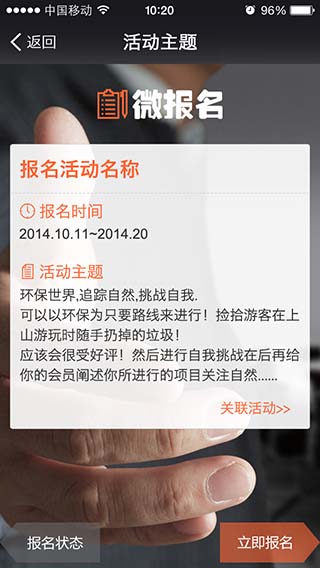 中国移动 10:20 96%
返回 活动主题
微报名
报名活动名称
报名时间
2014.10.11~2014.20
活动主题
环保世界,追踪自然,挑战自我.
可以以环保为只要路线来进行！捡拾游客在上
山游玩时随手扔掉的垃圾！
应该会很受好评！然后进行自我挑战在后再给
你的会员阐述你所进行的项目关注自然......
关联活动>>
报名状态 立即报名